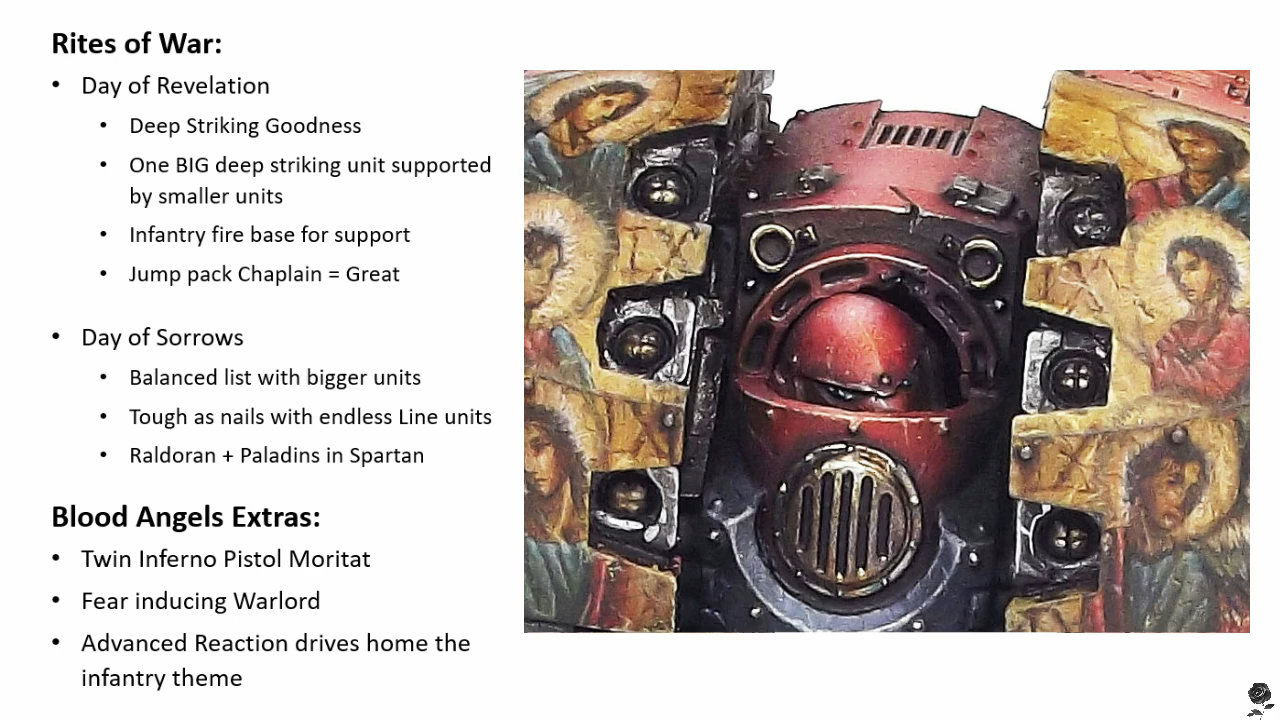 Rites of War:
• Day of Revelation
• Deep Striking Goodness
• One BIG deep striking unit supported
by smaller units
• Infantry fire base for support
• Jump pack Chaplain = Great
• Day of Sorrows
• Balanced list with bigger units
• Tough as nails with endless Line units
• Raldoran + Paladins in Spartan
Blood Angels Extras:
• Twin Inferno Pistol Moritat
• Fear inducing Warlord
• Advanced Reaction drives home the
infantry theme